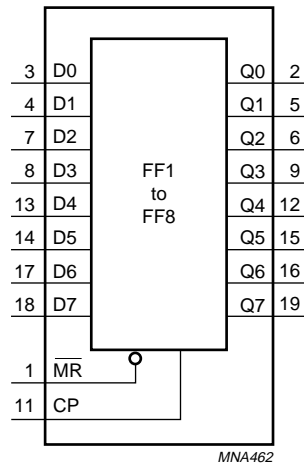 3 D0 Q0 2
4 D1 Q1 5
7 D2 Q2 6
8 D3 FF1 Q3 9
to
13 D4 FF8 Q4 12
14 D5 Q5 15
17 D6 Q6 16
18 D7 Q7 19
1 M̅R̅
11 CP
MNA462